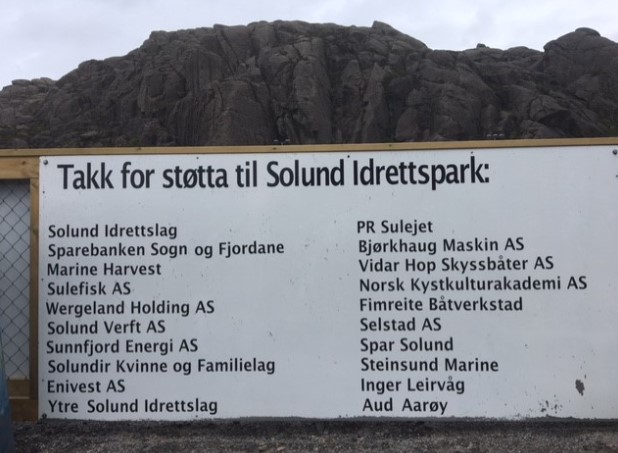 Takk for støtta til Solund Idrettspark:
Solund Idrettslag
Sparebanken Sogn og Fjordane
Marine Harvest
Sulefisk AS
Wergeland Holding AS
Solund Verft AS
Sunnfjord Energi AS
Solundir Kvinne og Familielag
Enivest AS
Ytre Solund Idrettslag
PR Sulejet
Bjørkhaug Maskin AS
Vidar Hop Skyssbåter AS
Norsk Kystkulturakademi AS
Fimreite Båtverkstad
Selstad AS
Spar Solund
Steinsund Marine
Inger Leirvåg
Aud Aarøy